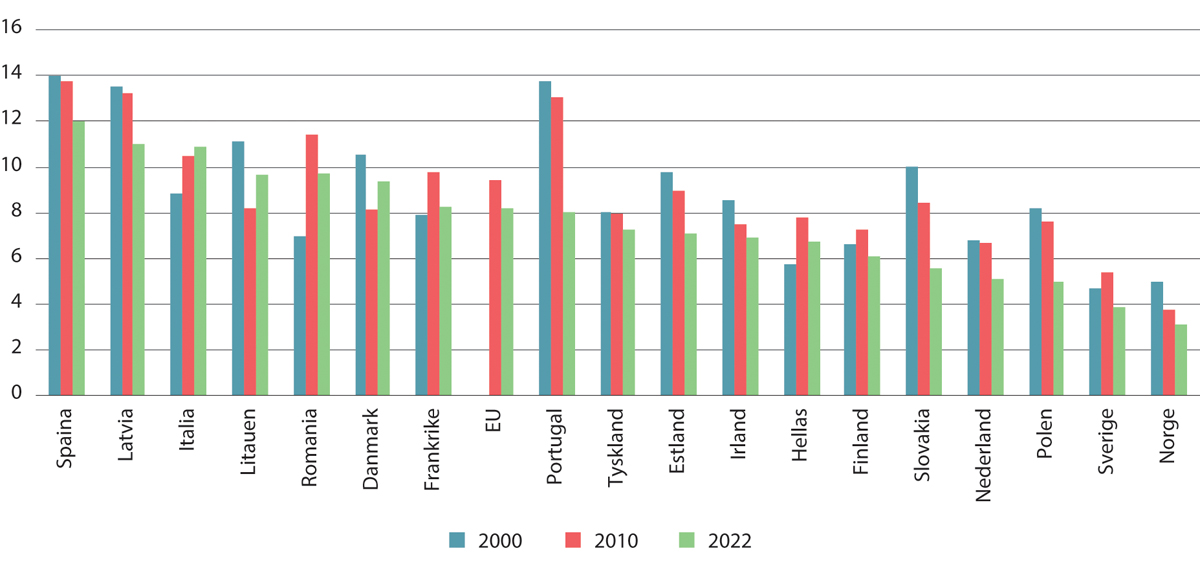 16
14
12
10
8
6
4
2
0
Spaina
Latvia
Italia
Litauen
Romania
Danmark
Frankrike
EU
Portugal
Tyskland
Estland
Irland
Hellas
Finland
Slovakia
Nederland
Polen
Sverige
Norge
2000 2010 2022